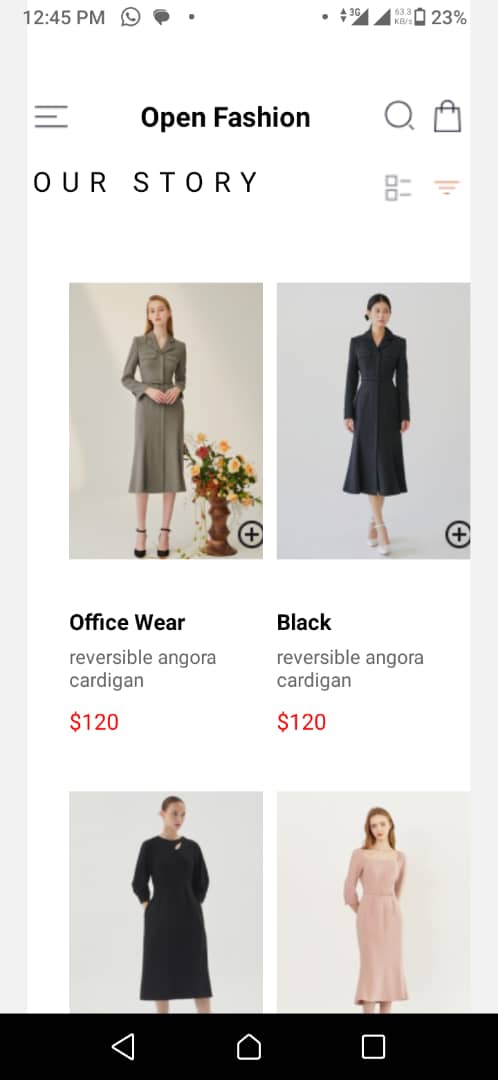 12:45 PM 3G 63.3 KB/s 23%
Open Fashion
OUR STORY
Office Wear
reversible angora
cardigan
$120
Black
reversible angora
cardigan
$120